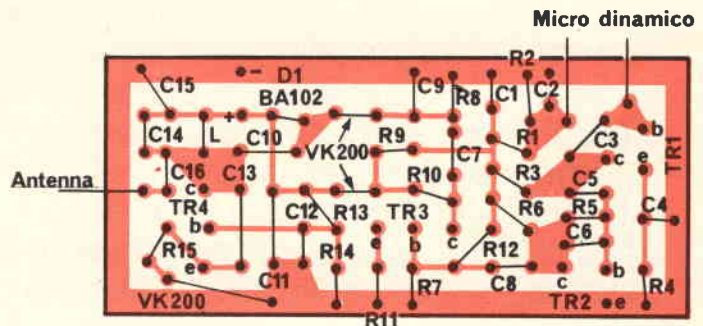 Micro dinamico
R2
C15
- D1
BA102
C9
R8
C1
C2
C14
L
+
C10
VK200
R9
C7
R1
C3
b
TR1
R10
R3
c
e
Antenna
C16
C13
c
TR4
b
C12
R13
TR3
R6
C5
R5
C4
R15
e
C11
R14
e
b
c
R12
C6
C8
c
b
R4
VK200
R7
TR2
e
R11